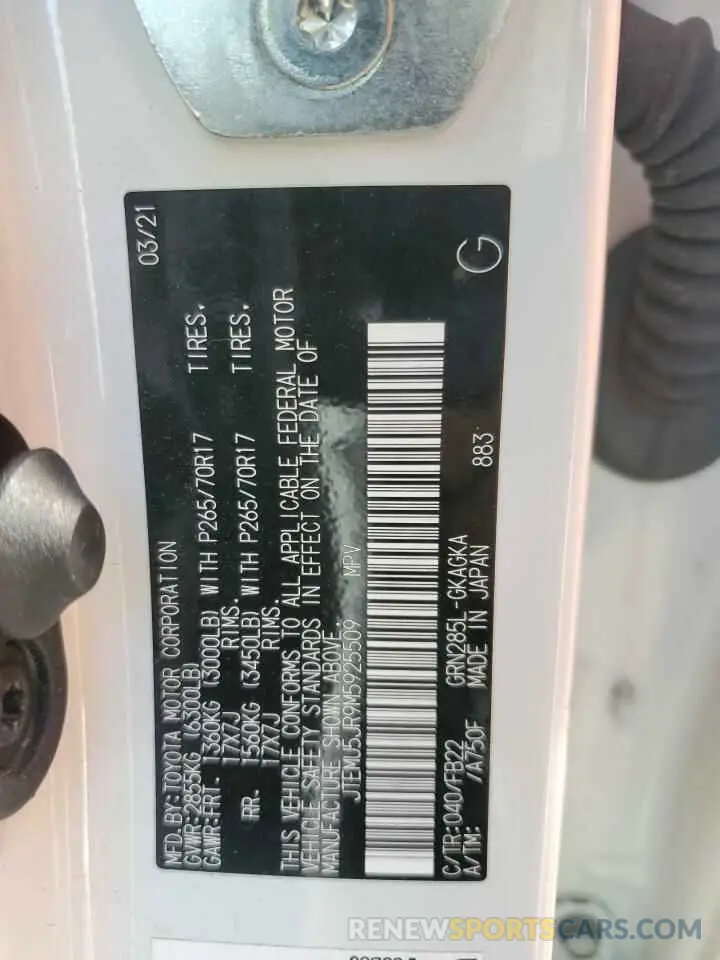 MFD. BY: TOYOTA MOTOR CORPORATION 03/21
GVWR: 2855KG (6300LB)
GAWR: FRT. 1360KG (3000LB) WITH P265/70R17 TIRES.
17X7J RIMS.
RR. 1560KG (3450LB) WITH P265/70R17 TIRES.
17X7J RIMS.
THIS VEHICLE CONFORMS TO ALL APPLICABLE FEDERAL MOTOR
VEHICLE SAFETY STANDARDS IN EFFECT ON THE DATE OF
MANUFACTURE SHOWN ABOVE.
JTEMU5JR9M5925509 MPV
C/TR: 040/FB22 GRN285L-GKAGKA G
A/TM: /A750F MADE IN JAPAN 883
RENEWSPORTSCARS.COM